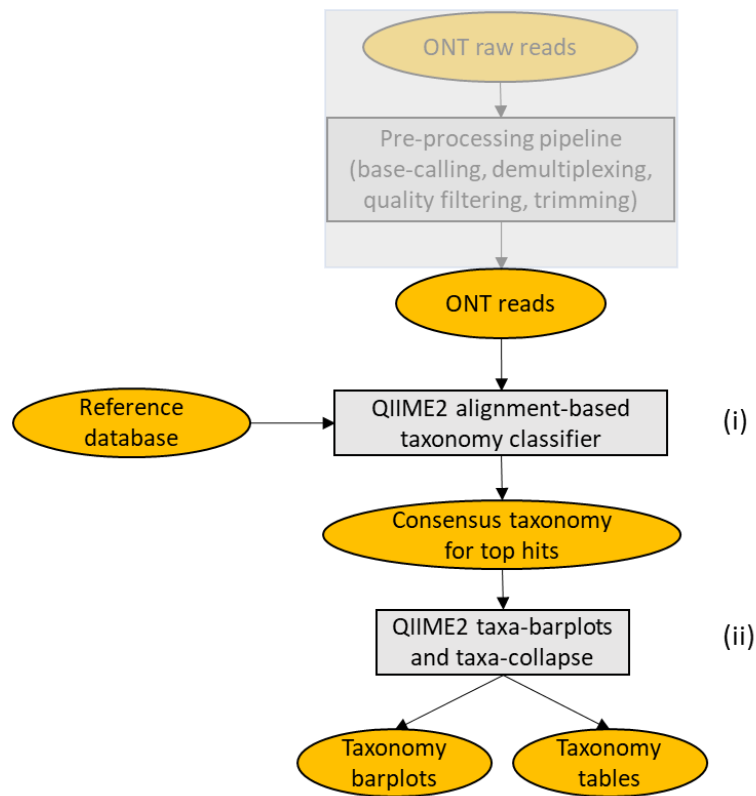 ONT raw reads
Pre-processing pipeline
(base-calling, demultiplexing,
quality filtering, trimming)
ONT reads
Reference
database
QIIME2 alignment-based
taxonomy classifier
(i)
Consensus taxonomy
for top hits
QIIME2 taxa-barplots
and taxa-collapse
(ii)
Taxonomy
barplots
Taxonomy
tables